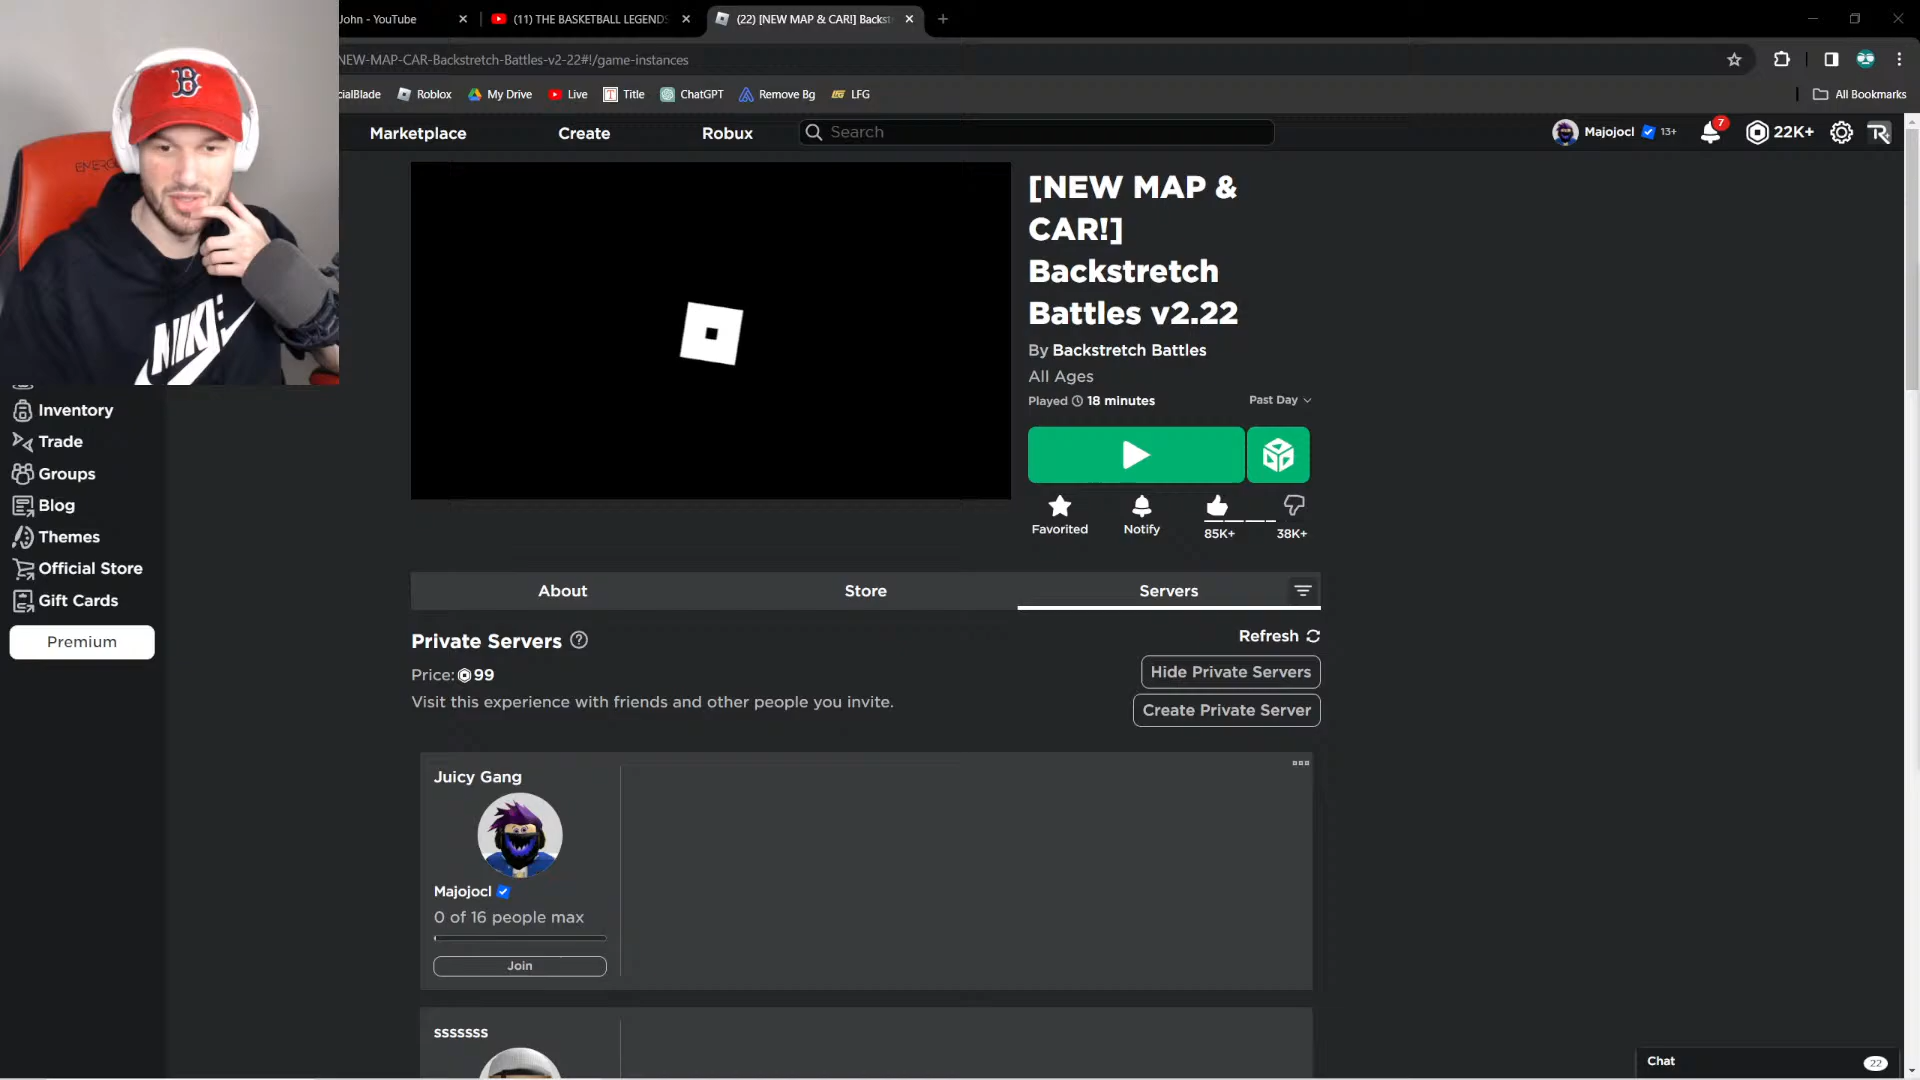 John - YouTube
(11) THE BASKETBALL LEGENDS
(22) [NEW MAP & CAR!] Backst
NEW-MAP-CAR-Backstretch-Battles-v2-22#!/game-instances
cialBlade
Roblox
My Drive
Live
Title
ChatGPT
Remove Bg
LFG
All Bookmarks
B
NIKE
Marketplace
Create
Robux
Search
Majojocl
13+
7
22K+
[NEW MAP &
CAR!]
Backstretch
Battles v2.22
By Backstretch Battles
All Ages
Played 18 minutes
Past Day
Favorited
Notify
85K+
38K+
Inventory
Trade
Groups
Blog
Themes
Official Store
Gift Cards
Premium
About
Store
Servers
Private Servers
Refresh
Price: 99
Visit this experience with friends and other people you invite.
Hide Private Servers
Create Private Server
Juicy Gang
Majojocl
0 of 16 people max
Join
sssssss
Chat
22